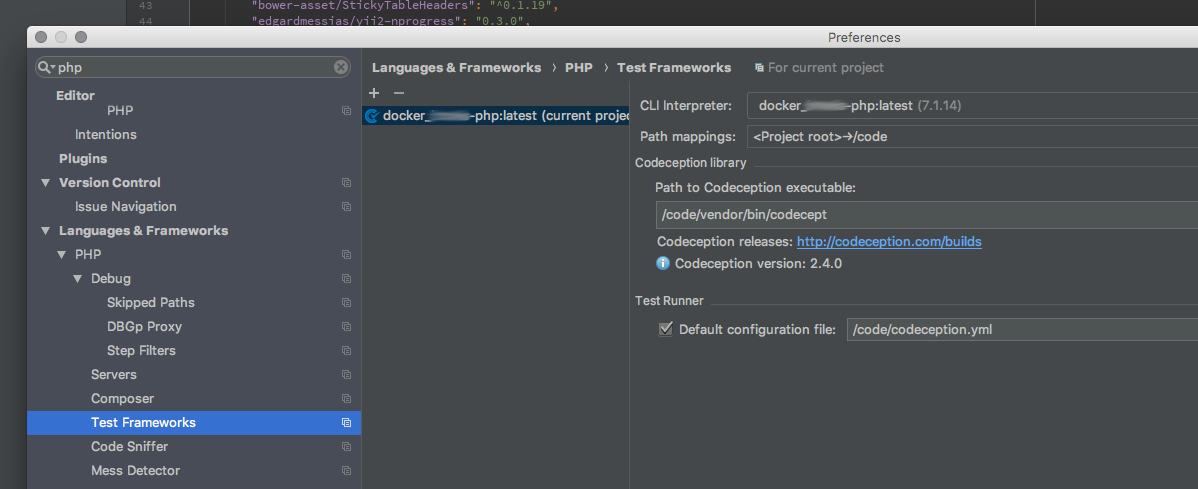 43 "bower-asset/StickyTableHeaders": "^0.1.19",
44 "edgardmessias/yii2-nprogress": "0.3.0",
Preferences
php
Editor
PHP
Intentions
Plugins
Version Control
Issue Navigation
Languages & Frameworks
PHP
Debug
Skipped Paths
DBGp Proxy
Step Filters
Servers
Composer
Test Frameworks
Code Sniffer
Mess Detector
Languages & Frameworks › PHP › Test Frameworks For current project
+ −
docker_ -php:latest (current projec
CLI Interpreter: docker_ -php:latest (7.1.14)
Path mappings: <Project root>→/code
Codeception library
Path to Codeception executable:
/code/vendor/bin/codecept
Codeception releases: http://codeception.com/builds
Codeception version: 2.4.0
Test Runner
Default configuration file: /code/codeception.yml